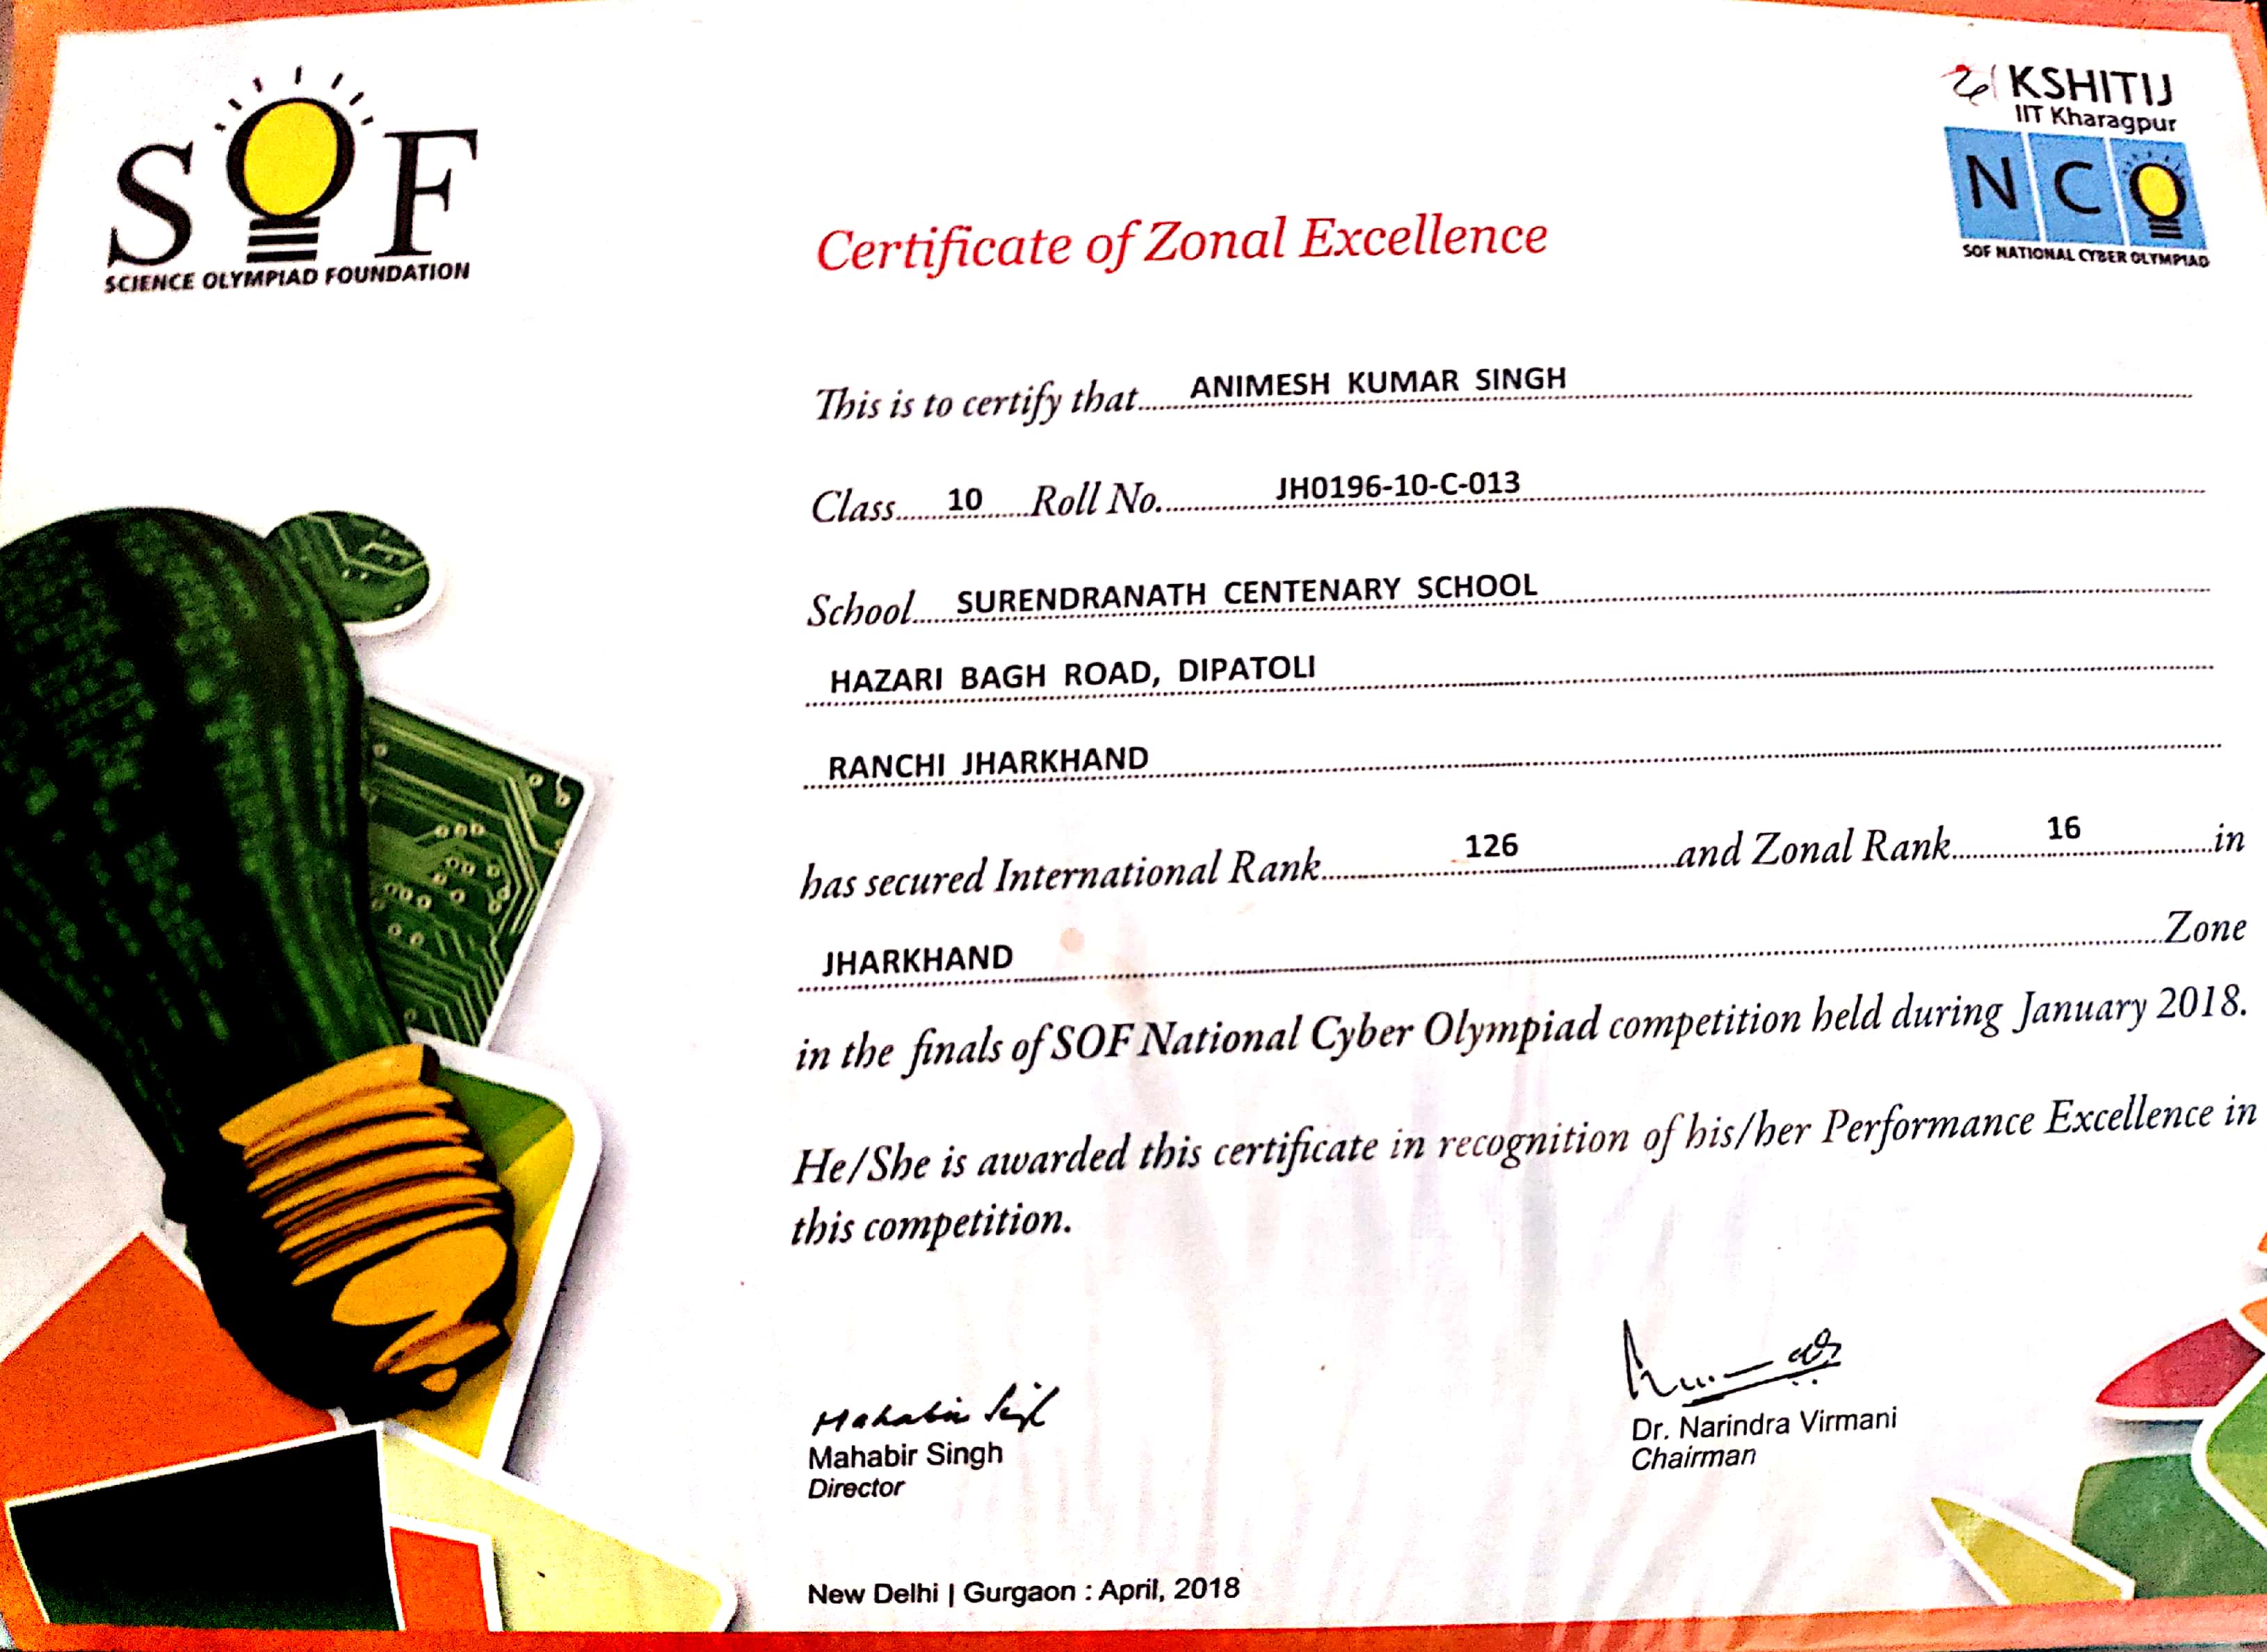 SOF
SCIENCE OLYMPIAD FOUNDATION
KSHITIJ
IIT Kharagpur
NCO
SOF NATIONAL CYBER OLYMPIAD
Certificate of Zonal Excellence
This is to certify that ANIMESH KUMAR SINGH
Class 10 Roll No. JH0196-10-C-013
School SURENDRANATH CENTENARY SCHOOL
HAZARI BAGH ROAD, DIPATOLI
RANCHI JHARKHAND
has secured International Rank 126 and Zonal Rank 16 in
JHARKHAND Zone
in the finals of SOF National Cyber Olympiad competition held during January 2018.
He/She is awarded this certificate in recognition of his/her Performance Excellence in
this competition.
Mahabir Singh
Mahabir Singh
Director
Dr. Narindra Virmani
Chairman
New Delhi | Gurgaon : April, 2018